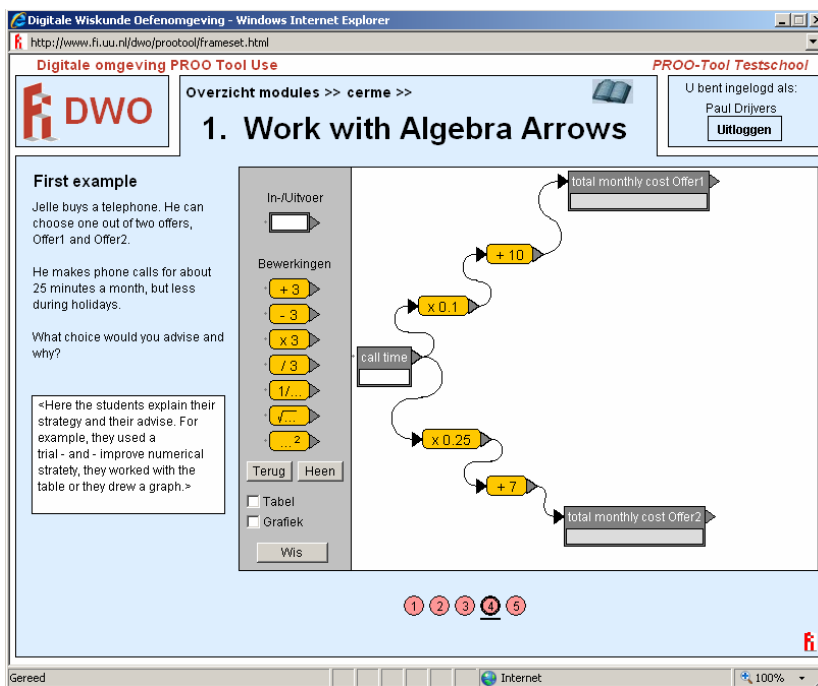 Digitale Wiskunde Oefenomgeving - Windows Internet Explorer
http://www.fi.uu.nl/dwo/prootool/frameset.html
Digitale omgeving PROO Tool Use
PROO-Tool Testschool
DWO
Overzicht modules >> cerme >>
1. Work with Algebra Arrows
U bent ingelogd als:
Paul Drijvers
Uitloggen
First example
Jelle buys a telephone. He can
choose one out of two offers,
Offer1 and Offer2.
He makes phone calls for about
25 minutes a month, but less
during holidays.
What choice would you advise and
why?
<Here the students explain their
strategy and their advise. For
example, they used a
trial - and - improve numerical
stratety, they worked with the
table or they drew a graph.>
In-/Uitvoer
Bewerkingen
+ 3
- 3
x 3
/ 3
1/...
√...
...²
Terug Heen
Tabel
Grafiek
Wis
total monthly cost Offer1
+ 10
x 0.1
call time
x 0.25
+ 7
total monthly cost Offer2
1 2 3 4 5
Gereed
Internet
100%